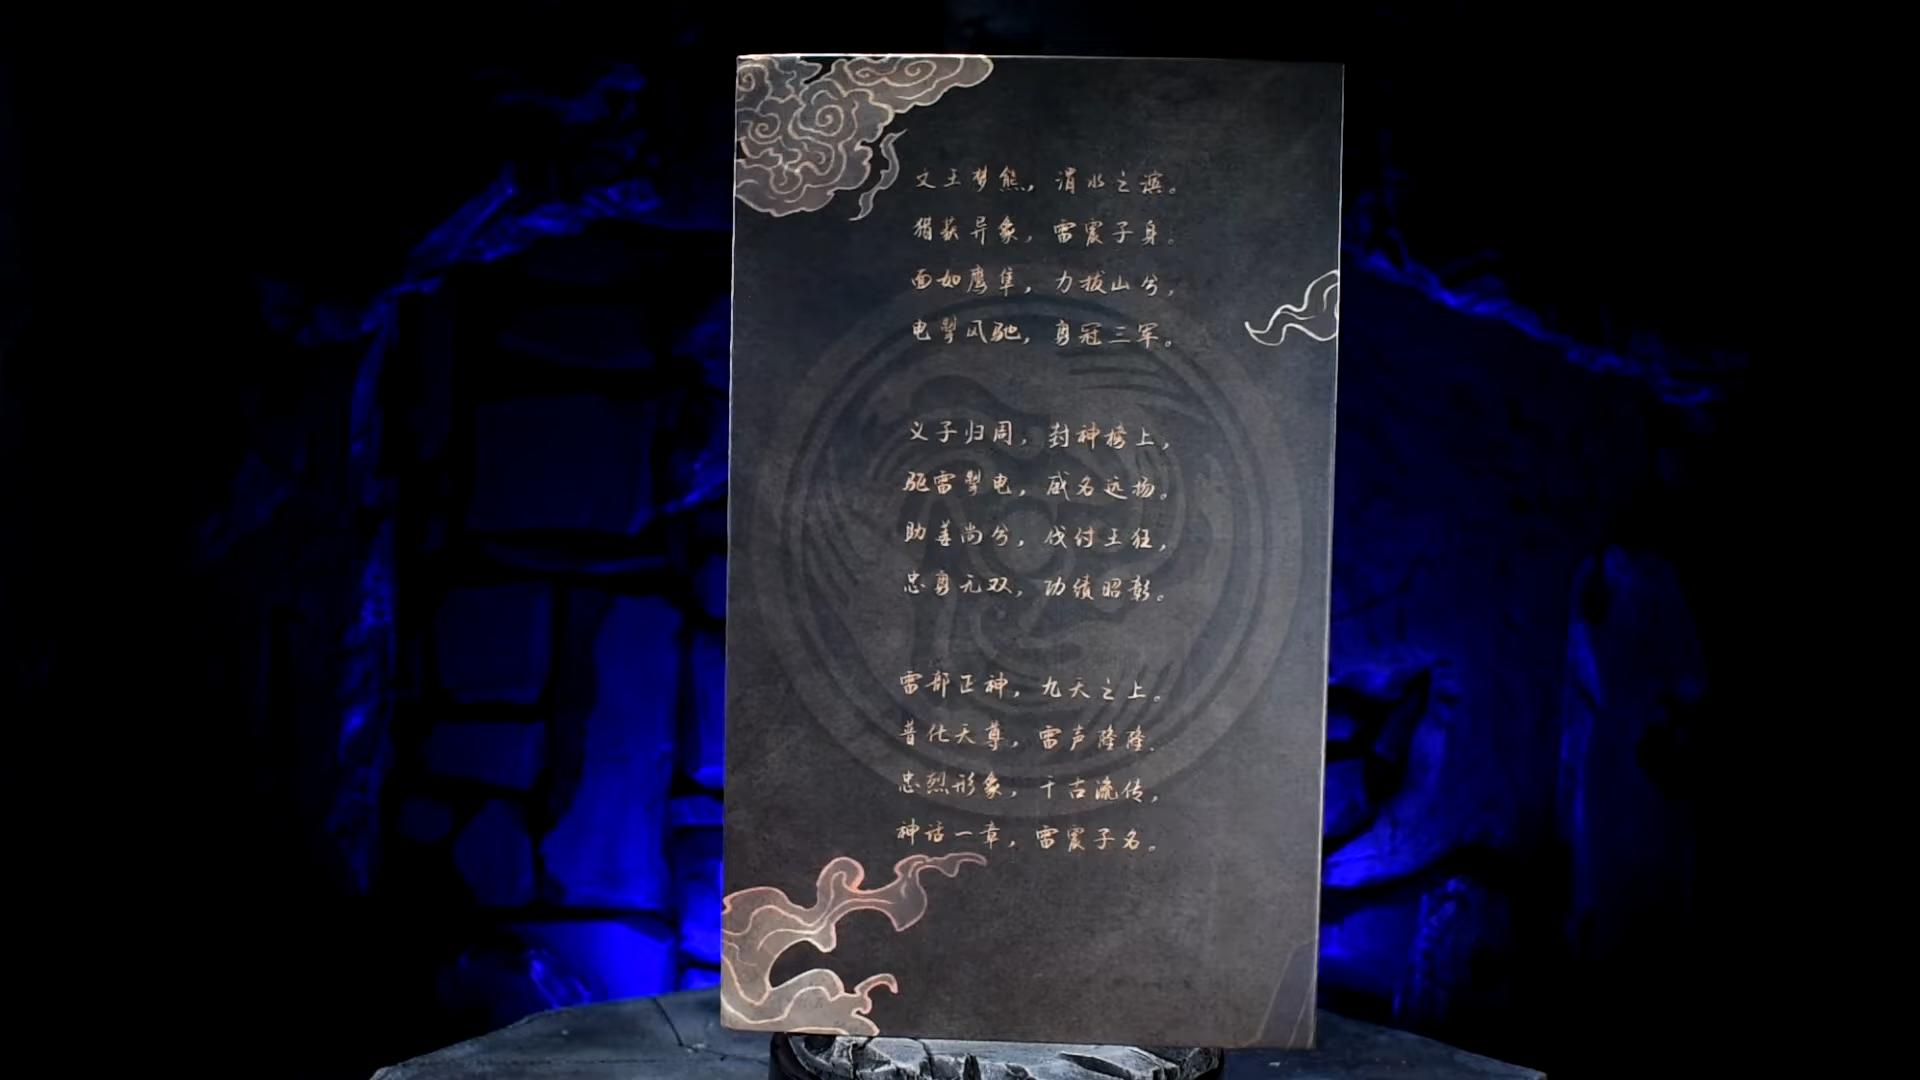 文王梦熊，渭水之滨。
猎获异象，雷震子身。
面如鹰隼，力拔山兮，
电掣风驰，勇冠三军。
义子归周，封神榜上，
驱雷掣电，威名远扬。
助姜尚兮，伐纣王狂，
忠勇无双，功绩昭彰。
雷部正神，九天之上。
普化天尊，雷声隆隆.
忠烈形象，千古流传，
神话一章，雷震子名。